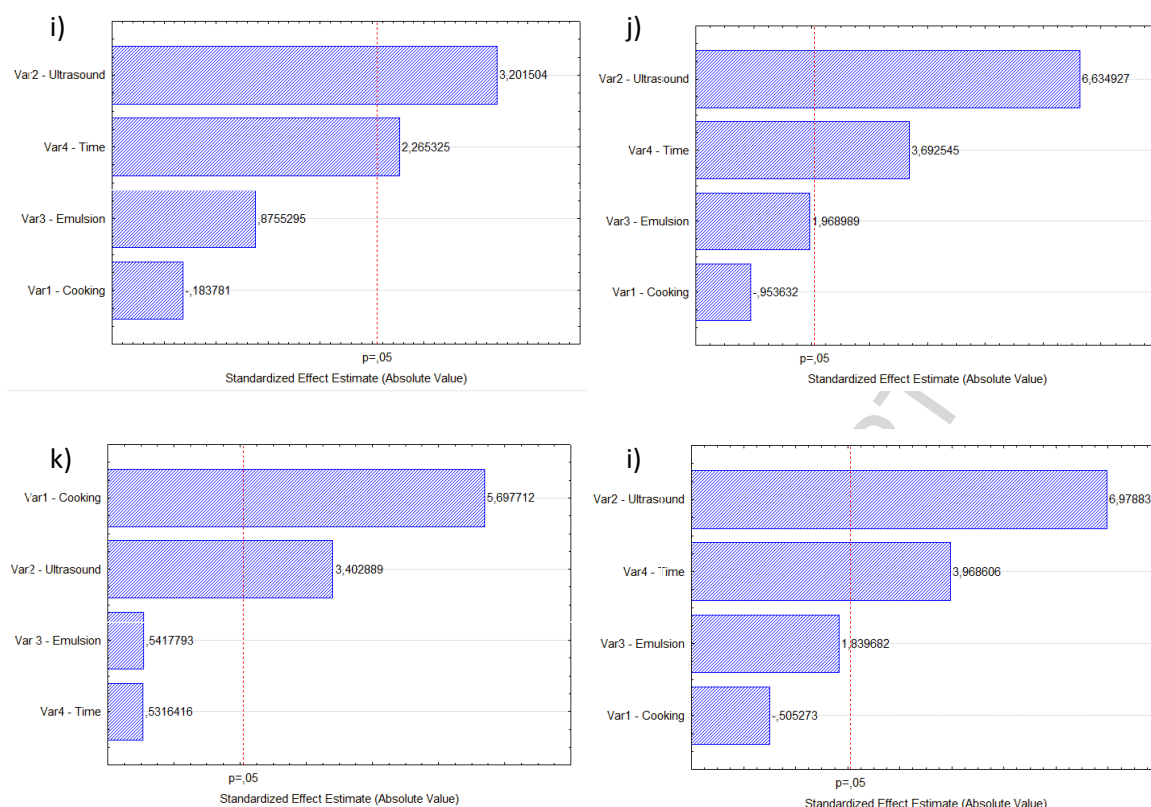 i)
Var2 - Ultrasound
3,201504
Var4 - Time
2,265325
Var3 - Emulsion
,8755295
Var1 - Cooking
-,183781
p=,05
Standardized Effect Estimate (Absolute Value)
j)
Var2 - Ultrasound
6,634927
Var4 - Time
3,692545
Var3 - Emulsion
1,968989
Var1 - Cooking
-,953632
p=,05
Standardized Effect Estimate (Absolute Value)
k)
Var1 - Cooking
5,697712
Var2 - Ultrasound
3,402889
Var 3 - Emulsion
,5417793
Var4 - Time
,5316416
p=,05
Standardized Effect Estimate (Absolute Value)
i)
Var2 - Ultrasound
6,97883
Var4 - Time
3,968606
Var3 - Emulsion
1,839682
Var1 - Cooking
-,505273
p=,05
Standardized Effect Estimate (Absolute Value)